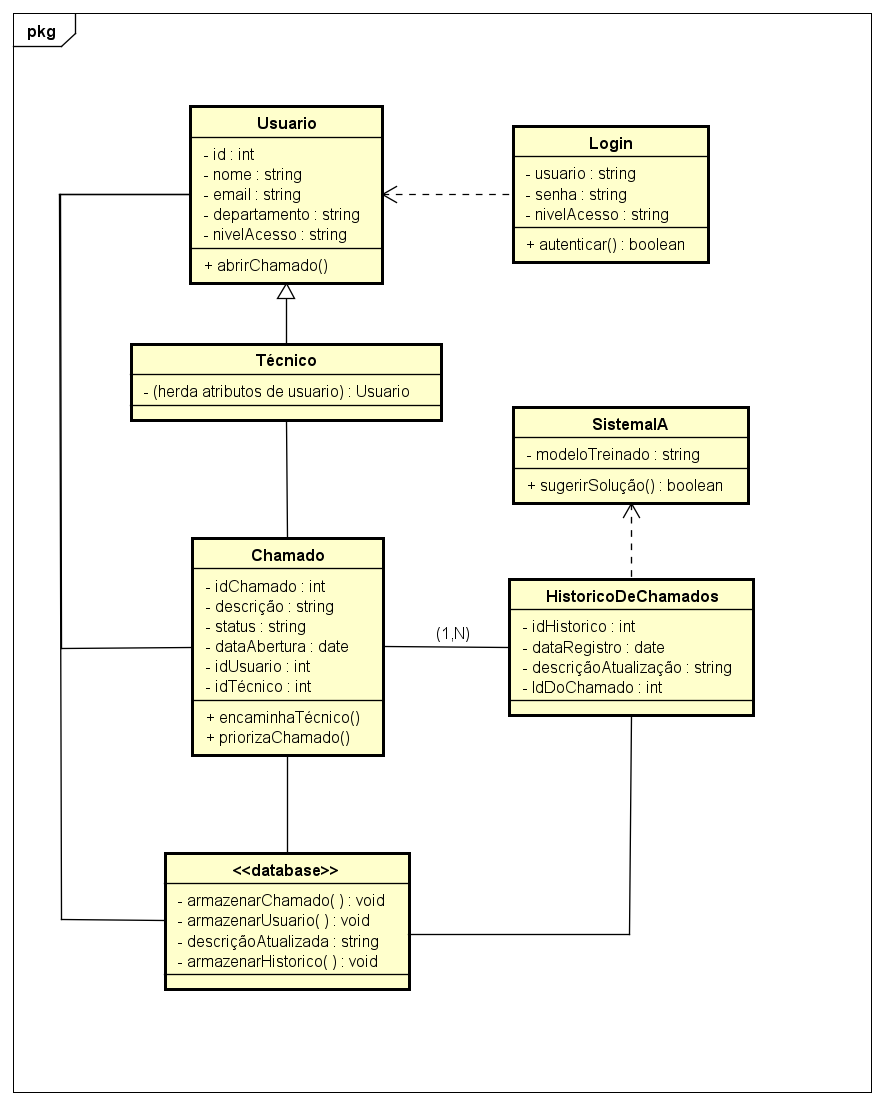 pkg
Usuario
- id : int
- nome : string
- email : string
- departamento : string
- nivelAcesso : string
+ abrirChamado()
Login
- usuario : string
- senha : string
- nivelAcesso : string
+ autenticar() : boolean
Técnico
- (herda atributos de usuario) : Usuario
SistemaIA
- modeloTreinado : string
+ sugerirSolução() : boolean
Chamado
- idChamado : int
- descrição : string
- status : string
- dataAbertura : date
- idUsuario : int
- idTécnico : int
+ encaminhaTécnico()
+ priorizaChamado()
(1,N)
HistoricoDeChamados
- idHistorico : int
- dataRegistro : date
- descriçãoAtualização : string
- IdDoChamado : int
<<database>>
- armazenarChamado( ) : void
- armazenarUsuario( ) : void
- descriçãoAtualizada : string
- armazenarHistorico( ) : void